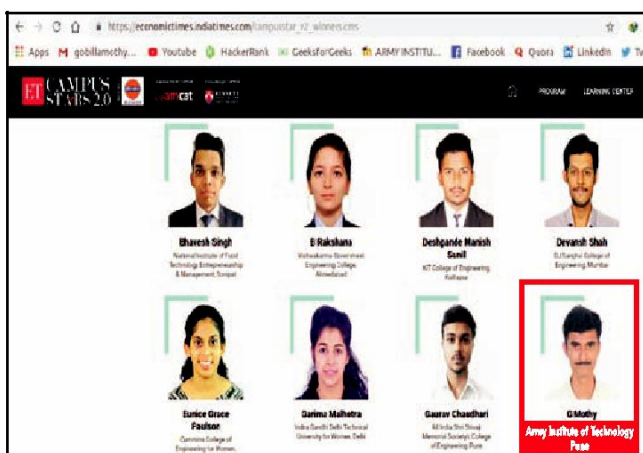 https://economictimes.indiatimes.com/campusstar_r2_winners.cms
Apps M gobillamothy... Youtube HackerRank GeeksforGeeks ARMY INSTITU... Facebook Quora LinkedIn Tw
ET CAMPUS STARS 2.0 amcat PROGRAM LEARNING CENTER
Bhavesh Singh
National Institute of Food
Technology Entrepreneurship
& Management, Sonipat
B Rakshana
Vishwakarma Government
Engineering College,
Ahmedabad
Deshpande Manish
Sunil
KIT College of Engineering,
Kolhapur
Devansh Shah
DJ Sanghvi College of
Engineering, Mumbai
Eunice Grace
Paulson
College of
Engineering for Women,
Garima Malhotra
Indira Gandhi Delhi Technical
University for Women, Delhi
Gaurav Chaudhari
All India Shri Shivaji
Memorial Society's College
of Engineering Pune
G Mothy
Army Institute of Technology
Pune